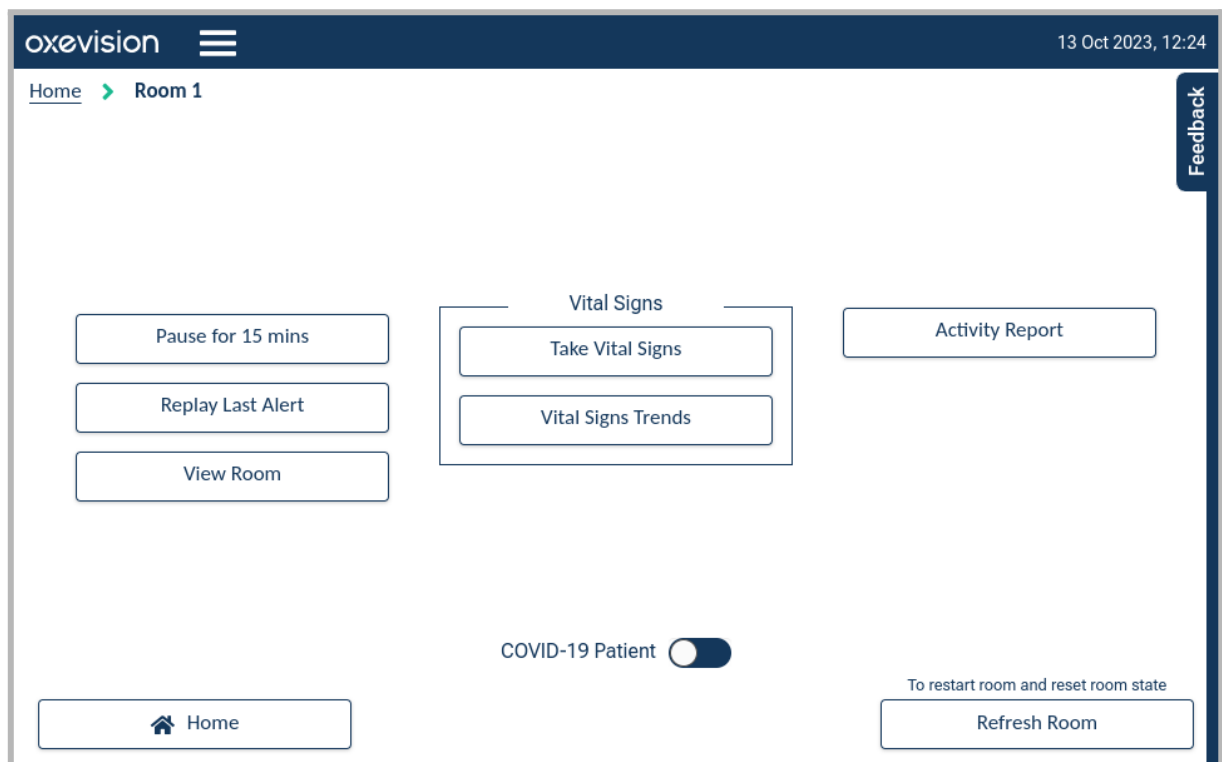 oxevision
13 Oct 2023, 12:24
Home > Room 1
Feedback
Pause for 15 mins
Replay Last Alert
View Room
Vital Signs
Take Vital Signs
Vital Signs Trends
Activity Report
COVID-19 Patient
Home
To restart room and reset room state
Refresh Room